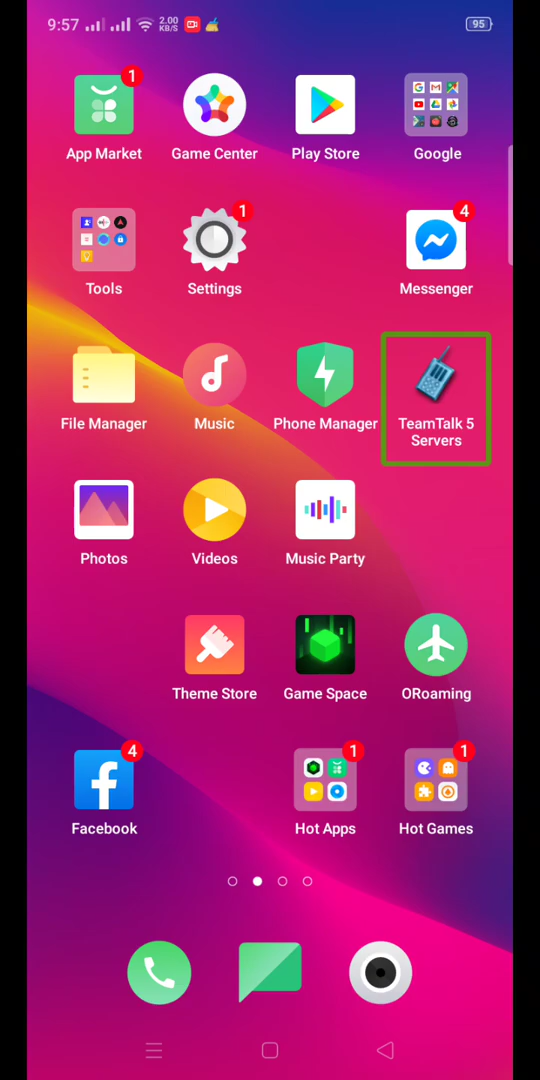 9:57
2.00
KB/S
95
1
App Market
Game Center
Play Store
Google
Tools
1
Settings
4
Messenger
File Manager
Music
Phone Manager
TeamTalk 5
Servers
Photos
Videos
Music Party
Theme Store
Game Space
ORoaming
4
Facebook
1
Hot Apps
1
Hot Games